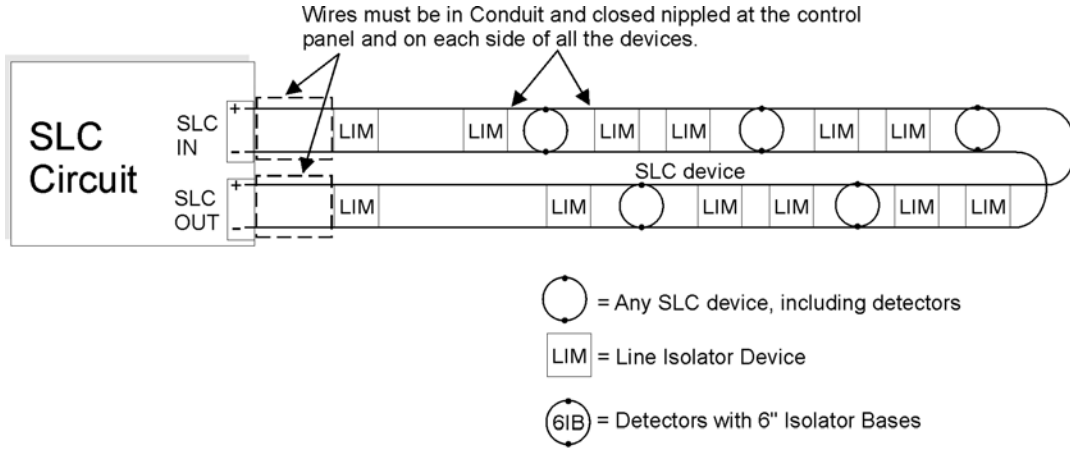 Wires must be in Conduit and closed nippled at the control
panel and on each side of all the devices.
SLC
Circuit
+
SLC
IN
-
LIM
LIM
LIM
LIM
LIM
LIM
SLC device
+
SLC
OUT
-
LIM
LIM
LIM
LIM
LIM
LIM
= Any SLC device, including detectors
LIM = Line Isolator Device
6IB = Detectors with 6" Isolator Bases